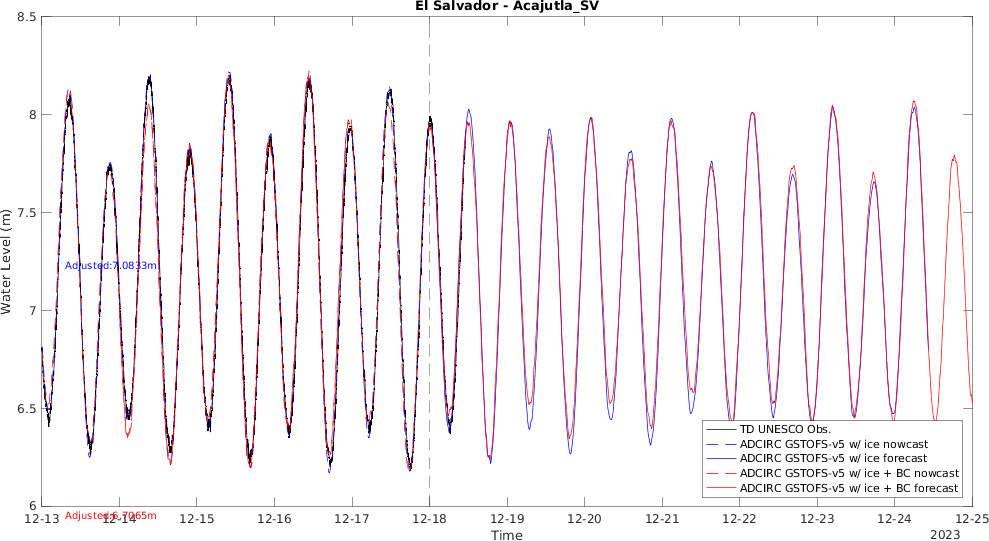 El Salvador - Acajutla_SV
8.5
8
7.5
7
6.5
6
Water Level (m)
Adjusted:7.0833m
Adjusted:6.7065m
TD UNESCO Obs.
ADCIRC GSTOFS-v5 w/ ice nowcast
ADCIRC GSTOFS-v5 w/ ice forecast
ADCIRC GSTOFS-v5 w/ ice + BC nowcast
ADCIRC GSTOFS-v5 w/ ice + BC forecast
12-13 12-14 12-15 12-16 12-17 12-18 12-19 12-20 12-21 12-22 12-23 12-24 12-25
Time
2023